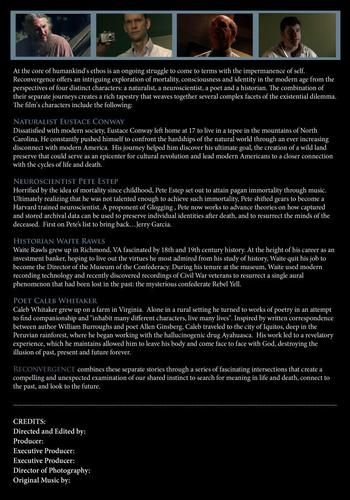 At the core of humankind's ethos is an ongoing struggle to come to terms with the impermanence of self.
Reconvergence offers an intriguing exploration of mortality, consciousness and identity in the modern age from the
perspectives of four distinct characters: a naturalist, a neuroscientist, a poet and a historian. The combination of
their separate journeys creates a rich tapestry that weaves together several complex facets of the existential dilemma.
The film's characters include the following:
Naturalist Eustace Conway
Dissatisfied with modern society, Eustace Conway left home at 17 to live in a tepee in the mountains of North
Carolina. He constantly pushed himself to confront the hardships of the natural world through an ever increasing
disconnect with modern America. His journey helped him discover his ultimate goal, the creation of a wild land
preserve that could serve as an epicenter for cultural revolution and lead modern Americans to a closer connection
with the cycles of life and death.
Neuroscientist Pete Estep
Horrified by the idea of mortality since childhood, Pete Estep set out to attain pagan immortality through music.
Ultimately realizing that he was not talented enough to achieve such immortality, Pete shifted gears to become a
Harvard trained neuroscientist. A proponent of Glogging , Pete now works to advance theories on how captured
and stored archival data can be used to preserve individual identities after death, and to resurrect the minds of the
deceased. First on Pete's list to bring back…Jerry Garcia.
Historian Waite Rawls
Waite Rawls grew up in Richmond, VA fascinated by 18th and 19th century history. At the height of his career as an
investment banker, hoping to live out the virtues he most admired from his study of history, Waite quit his job to
become the Director of the Museum of the Confederacy. During his tenure at the museum, Waite used modern
recording technology and recently discovered recordings of Civil War veterans to resurrect a single aural
phenomenon that had been lost in the past: the mysterious confederate Rebel Yell.
Poet Caleb Whitaker
Caleb Whitaker grew up on a farm in Virginia. Alone in a rural setting he turned to works of poetry in an attempt
to find companionship and "inhabit many different characters, live many lives". Inspired by written correspondence
between author William Burroughs and poet Allen Ginsberg, Caleb traveled to the city of Iquitos, deep in the
Peruvian rainforest, where he began working with the hallucinogenic drug Ayahuasca. His work led to a revelatory
experience, which he maintains allowed him to leave his body and come face to face with God, destroying the
illusion of past, present and future forever.
Reconvergence combines these separate stories through a series of fascinating intersections that create a
compelling and unexpected examination of our shared instinct to search for meaning in life and death, connect to
the past, and look to the future.
CREDITS:
Directed and Edited by:
Producer:
Executive Producer:
Executive Producer:
Director of Photography:
Original Music by: